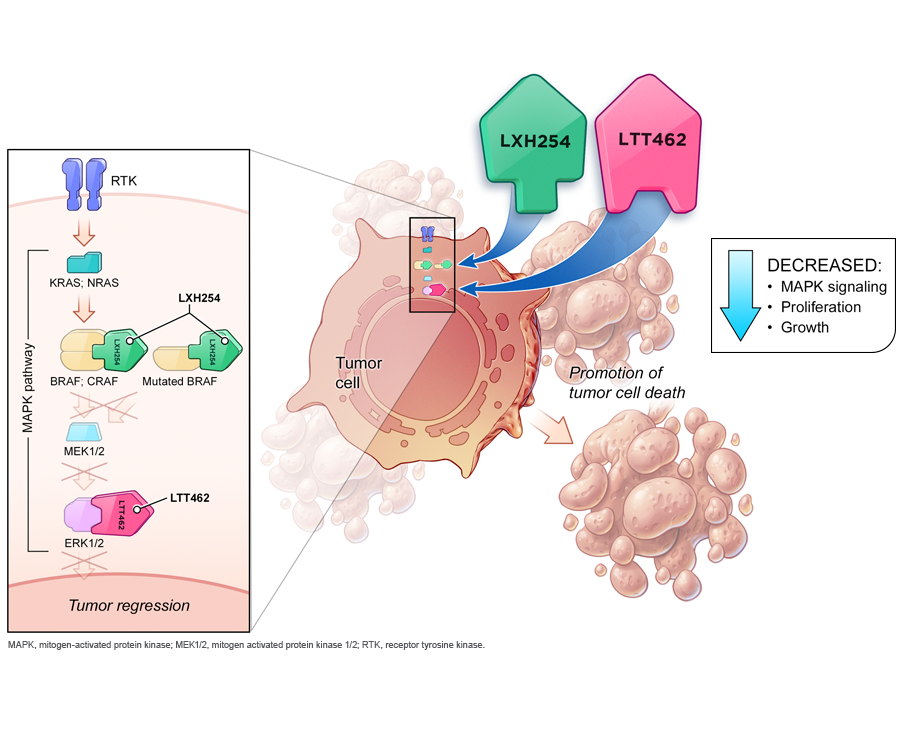 LXH254
LTT462
RTK
KRAS; NRAS
LXH254
LXH254
LXH254
BRAF; CRAF
Mutated BRAF
MAPK pathway
MEK1/2
LTT462
LTT462
ERK1/2
Tumor regression
Tumor
cell
Promotion of
tumor cell death
DECREASED:
• MAPK signaling
• Proliferation
• Growth
MAPK, mitogen-activated protein kinase; MEK1/2, mitogen activated protein kinase 1/2; RTK, receptor tyrosine kinase.